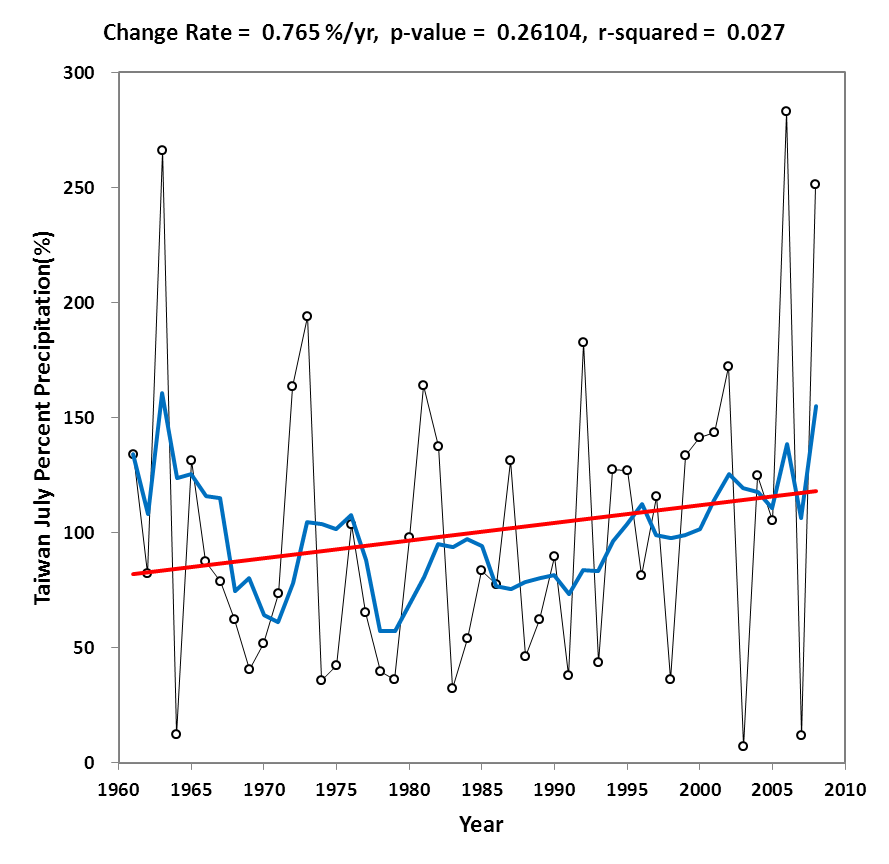 Change Rate = 0.765 %/yr, p-value = 0.26104, r-squared = 0.027
300
250
200
150
100
50
0
Taiwan July Percent Precipitation(%)
1960 1965 1970 1975 1980 1985 1990 1995 2000 2005 2010
Year